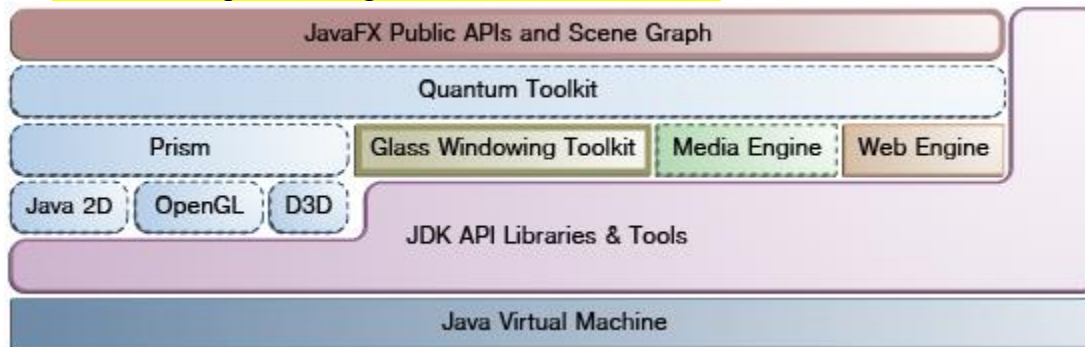 JavaFX Public APIs and Scene Graph
Quantum Toolkit
Prism
Glass Windowing Toolkit
Media Engine
Web Engine
Java 2D
OpenGL
D3D
JDK API Libraries & Tools
Java Virtual Machine